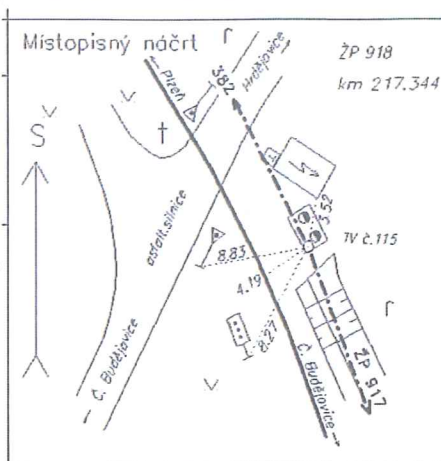 Místopisný náčrt
ŽP 918
km 217.344
Plzeň
382
Hrdějovice
S
asfalt.silnice
3.52
TV č.115
8.83
4.19
8.27
Č. Budějovice
Č. Budějovice
ŽP 917